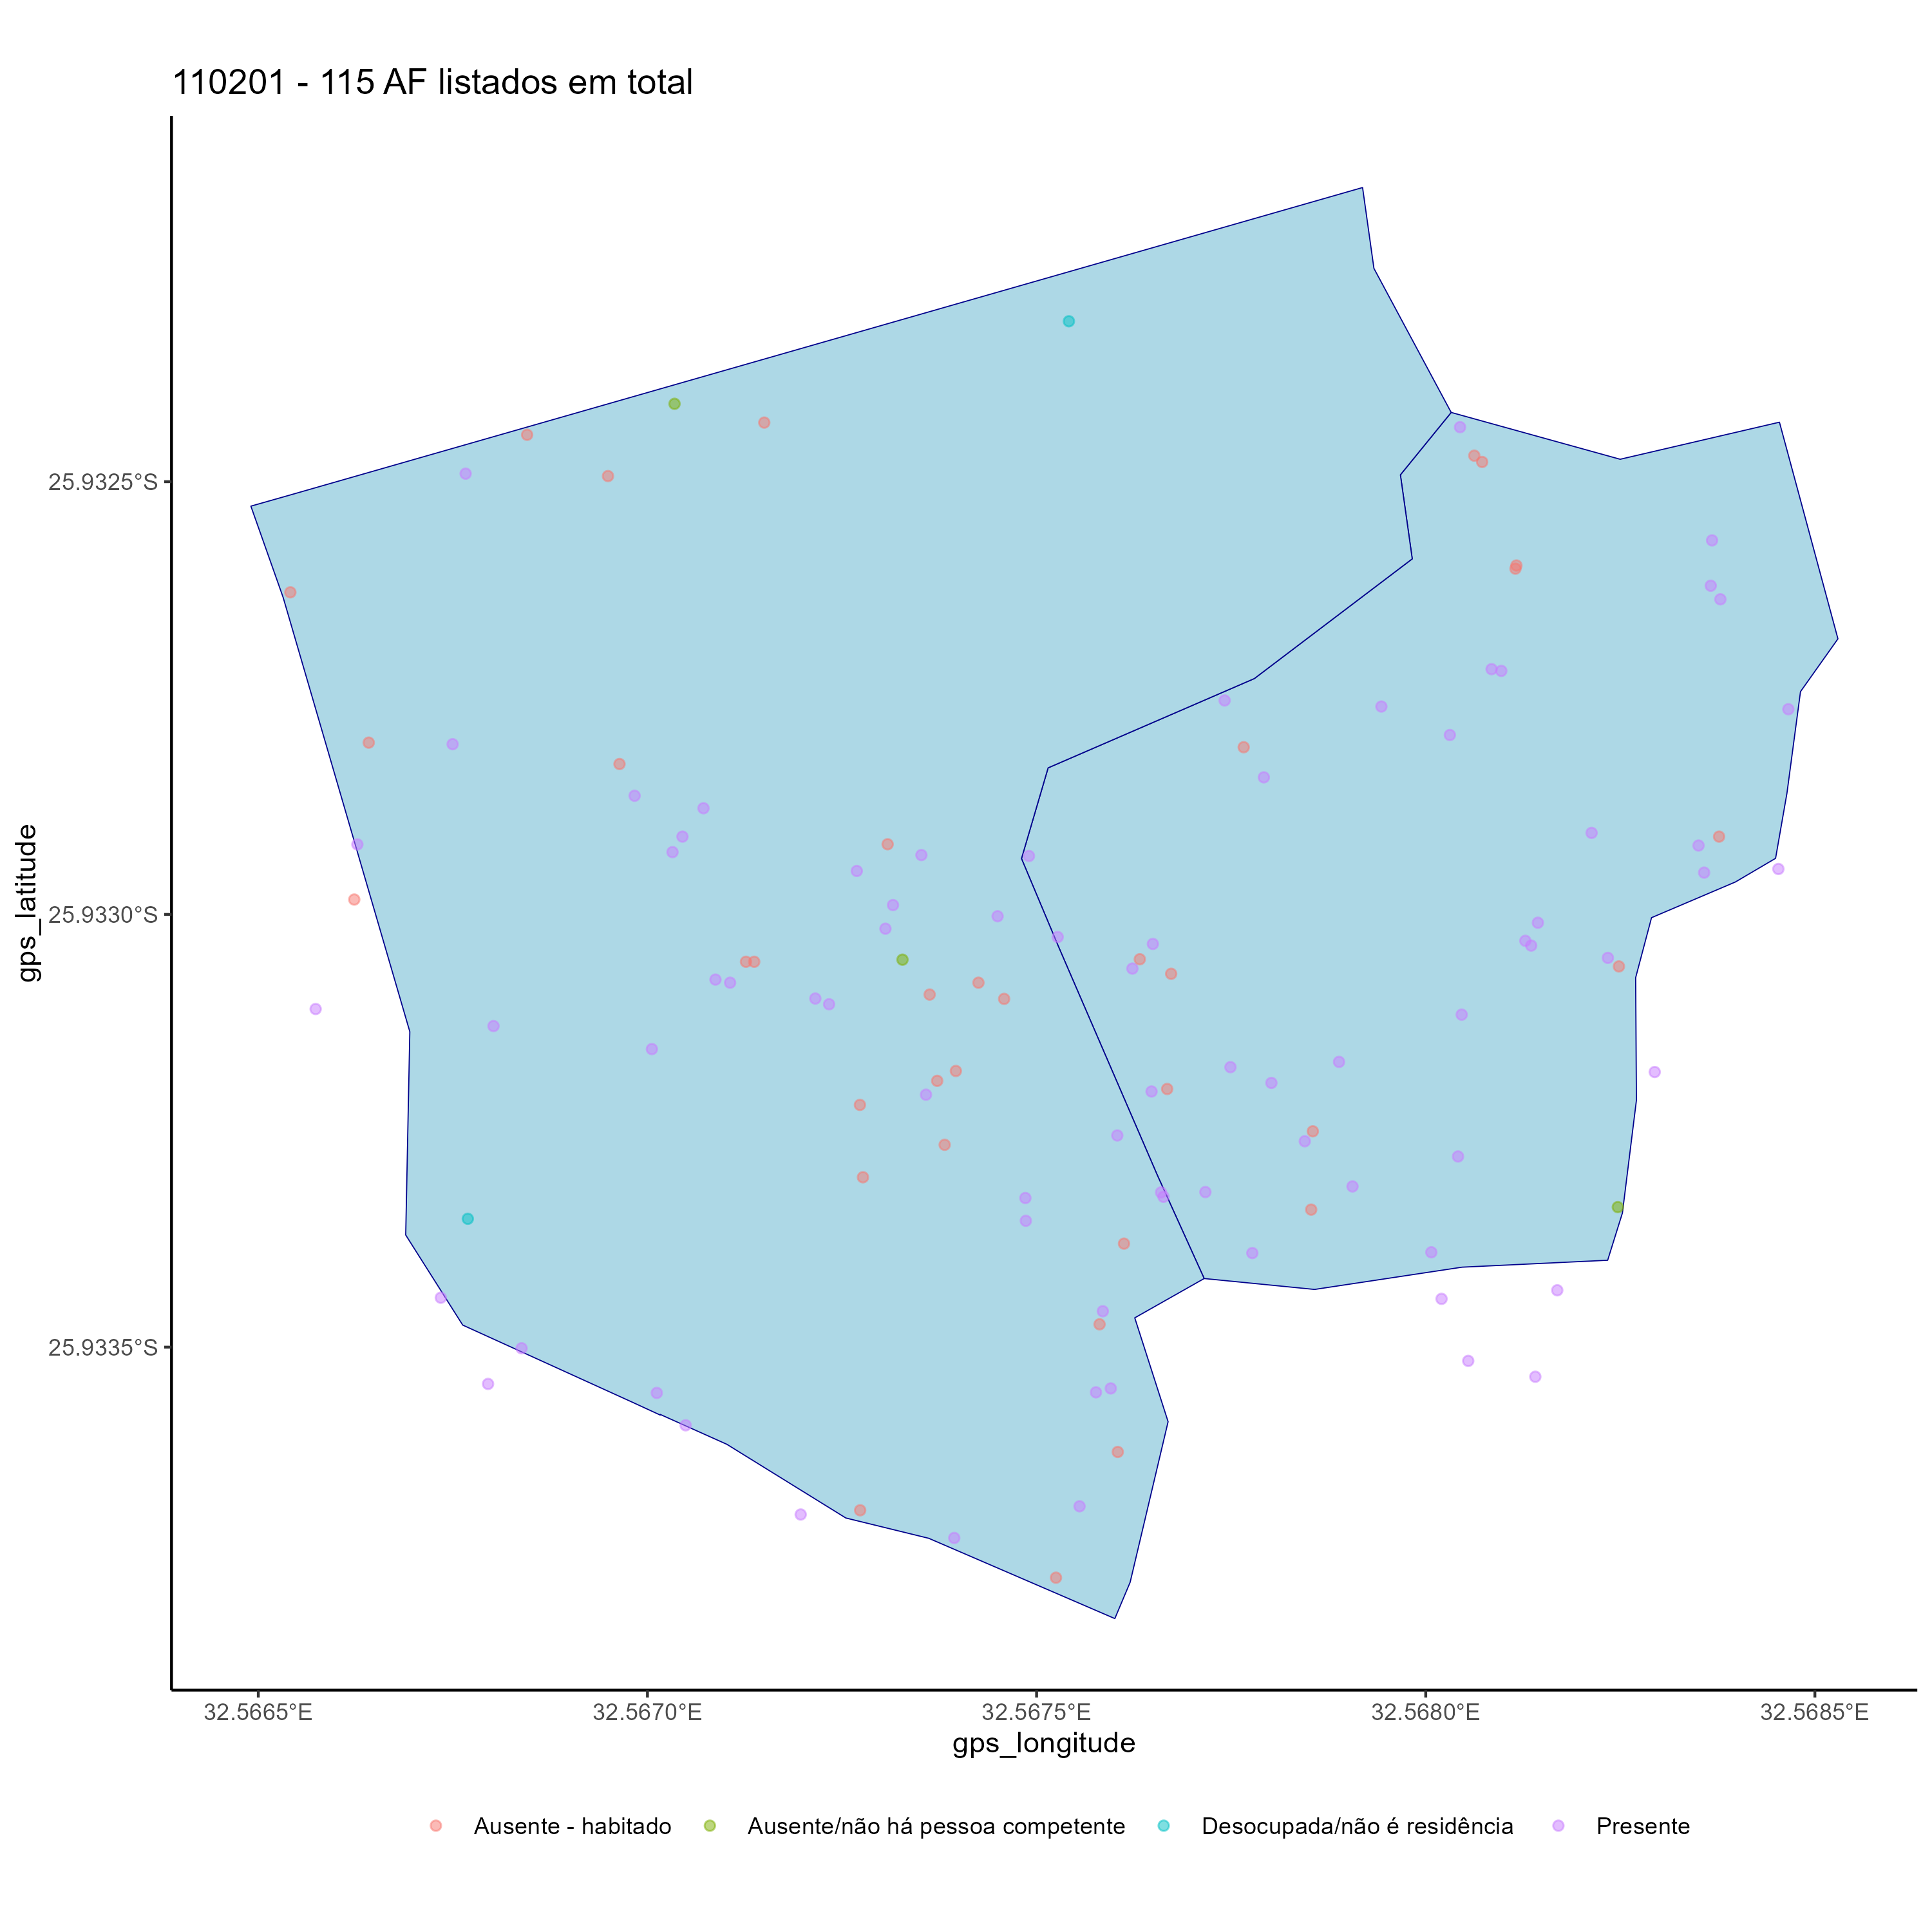 110201 - 115 AF listados em total
gps_latitude
25.9325°S
25.9330°S
25.9335°S
32.5665°E 32.5670°E 32.5675°E 32.5680°E 32.5685°E
gps_longitude
Ausente - habitado Ausente/não há pessoa competente Desocupada/não é residência Presente